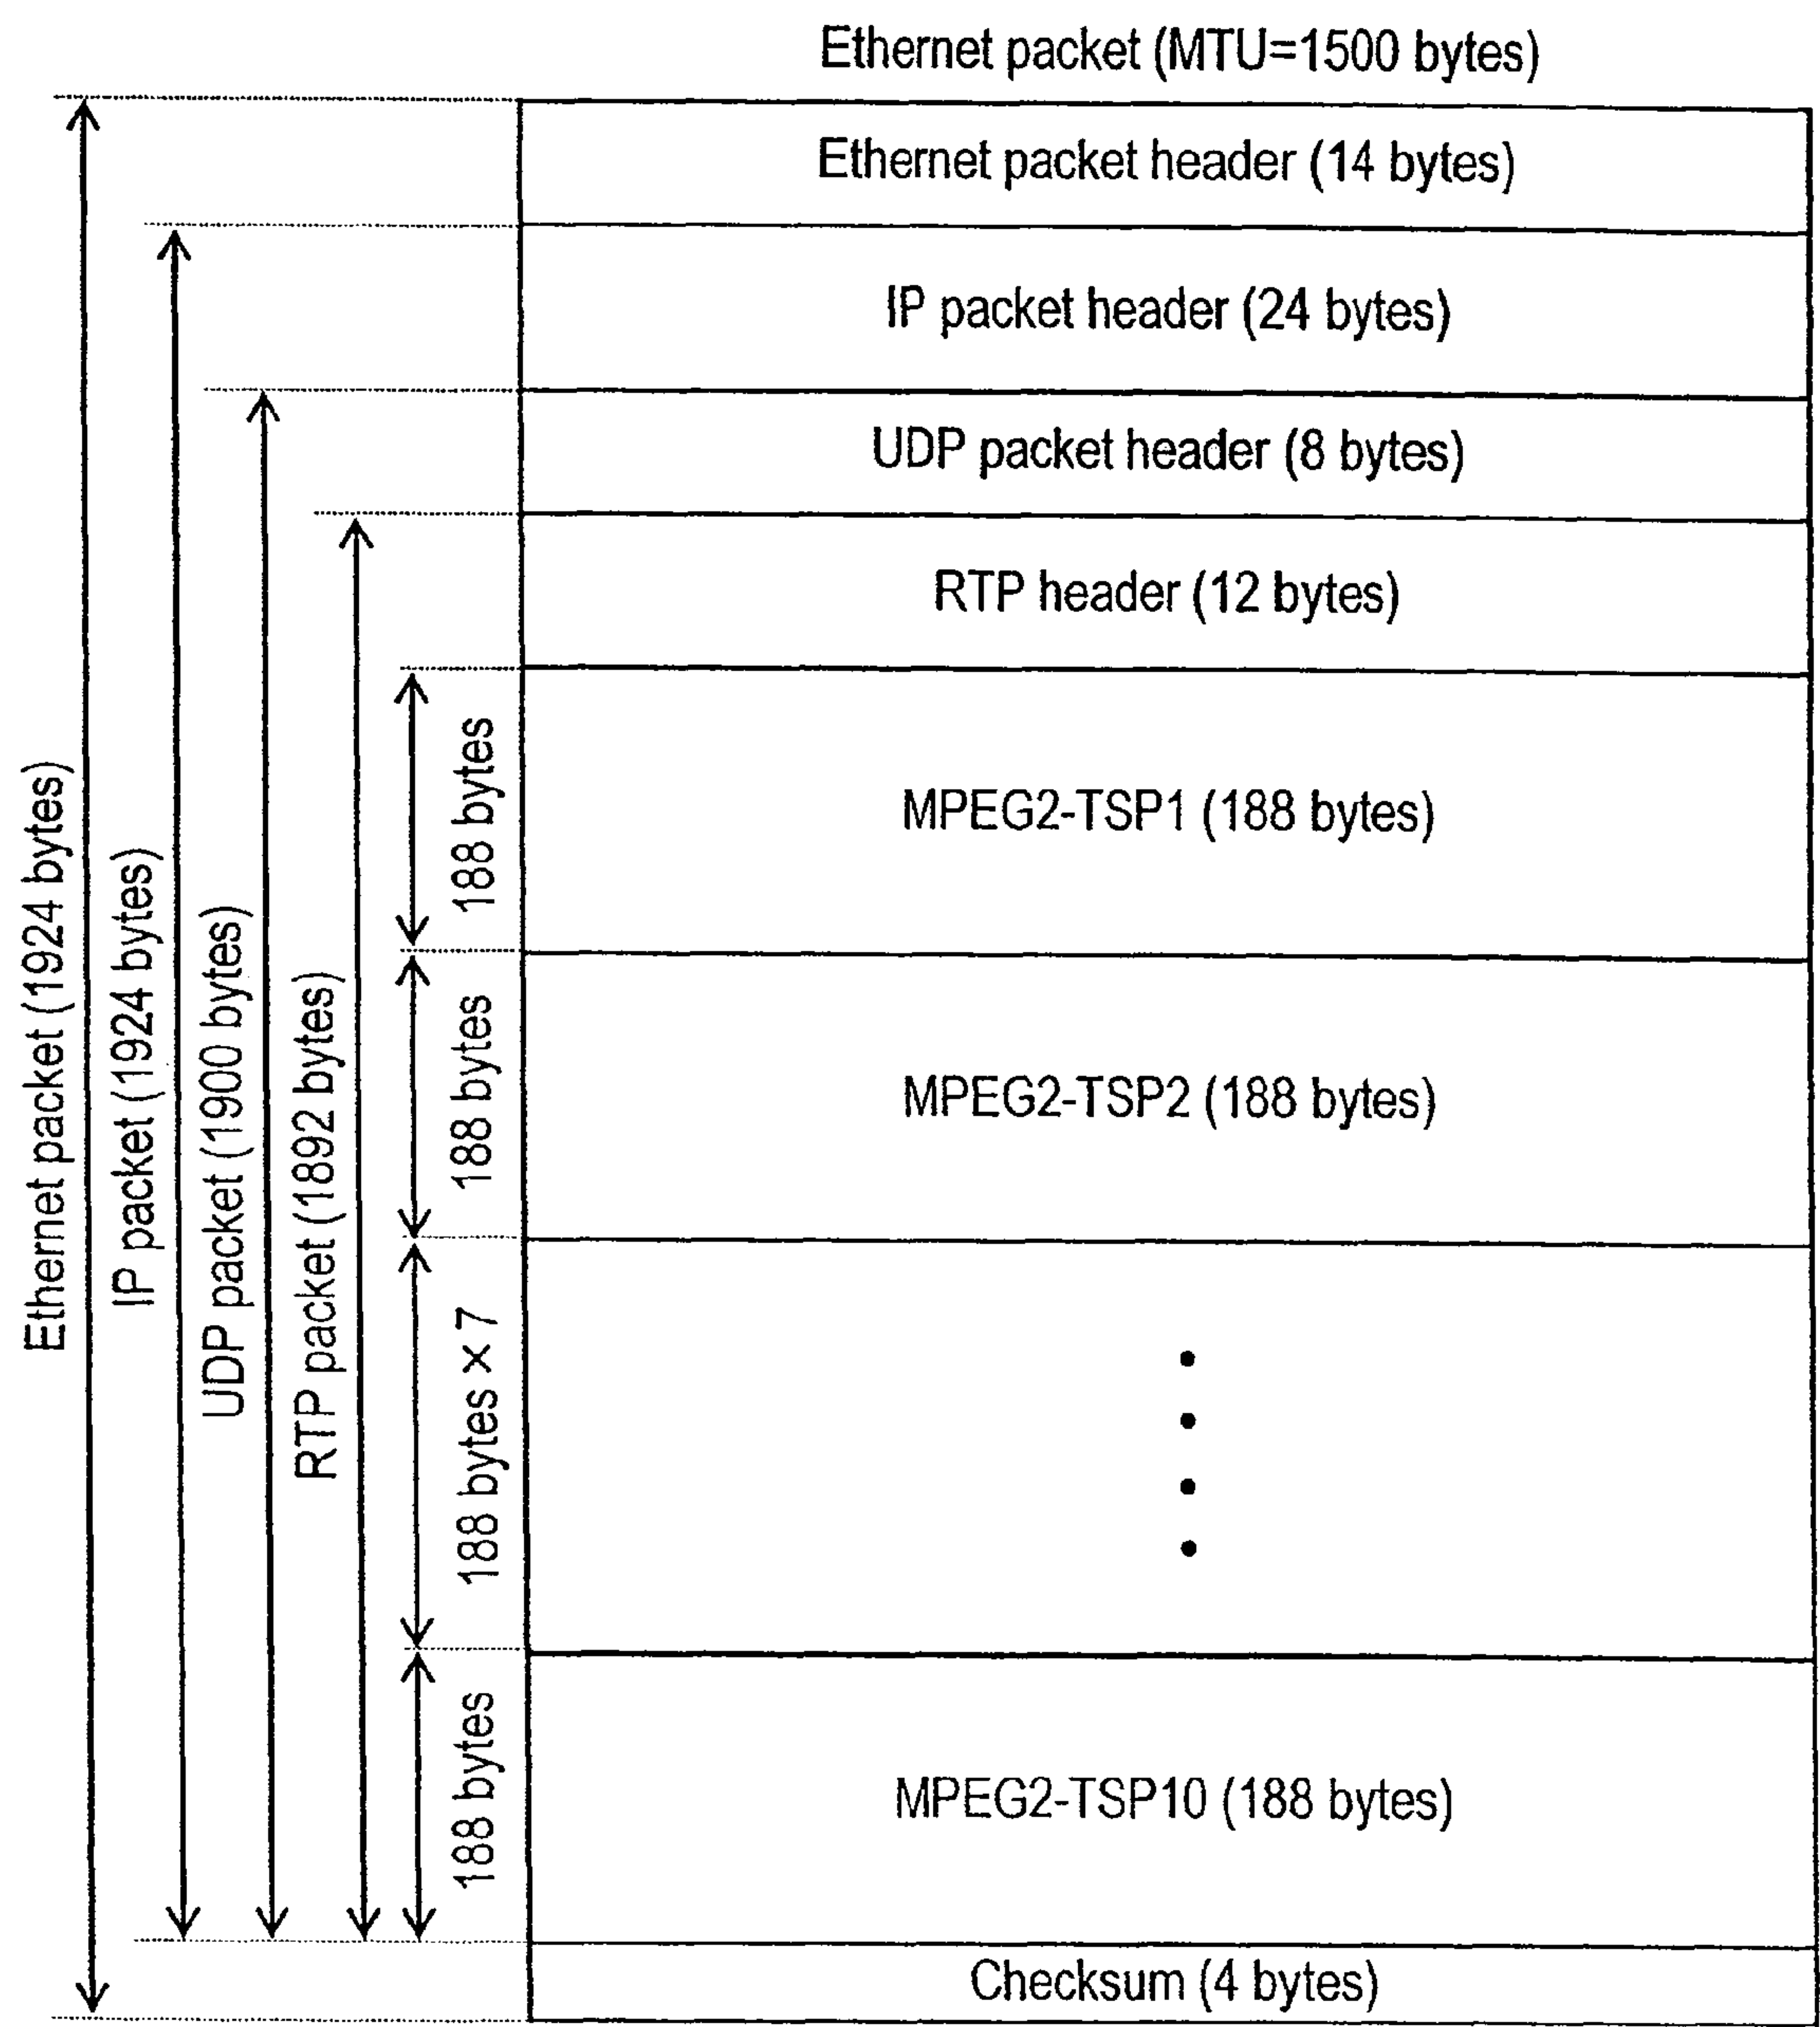 Ethernet packet (MTU=1500 bytes)
Ethernet packet header (14 bytes)
IP packet header (24 bytes)
UDP packet header (8 bytes)
RTP header (12 bytes)
MPEG2-TSP1 (188 bytes)
MPEG2-TSP2 (188 bytes)
MPEG2-TSP10 (188 bytes)
Checksum (4 bytes)
Ethernet packet (1924 bytes)
IP packet (1924 bytes)
UDP packet (1900 bytes)
RTP packet (1892 bytes)
188 bytes
188 bytes
188 bytes × 7
188 bytes